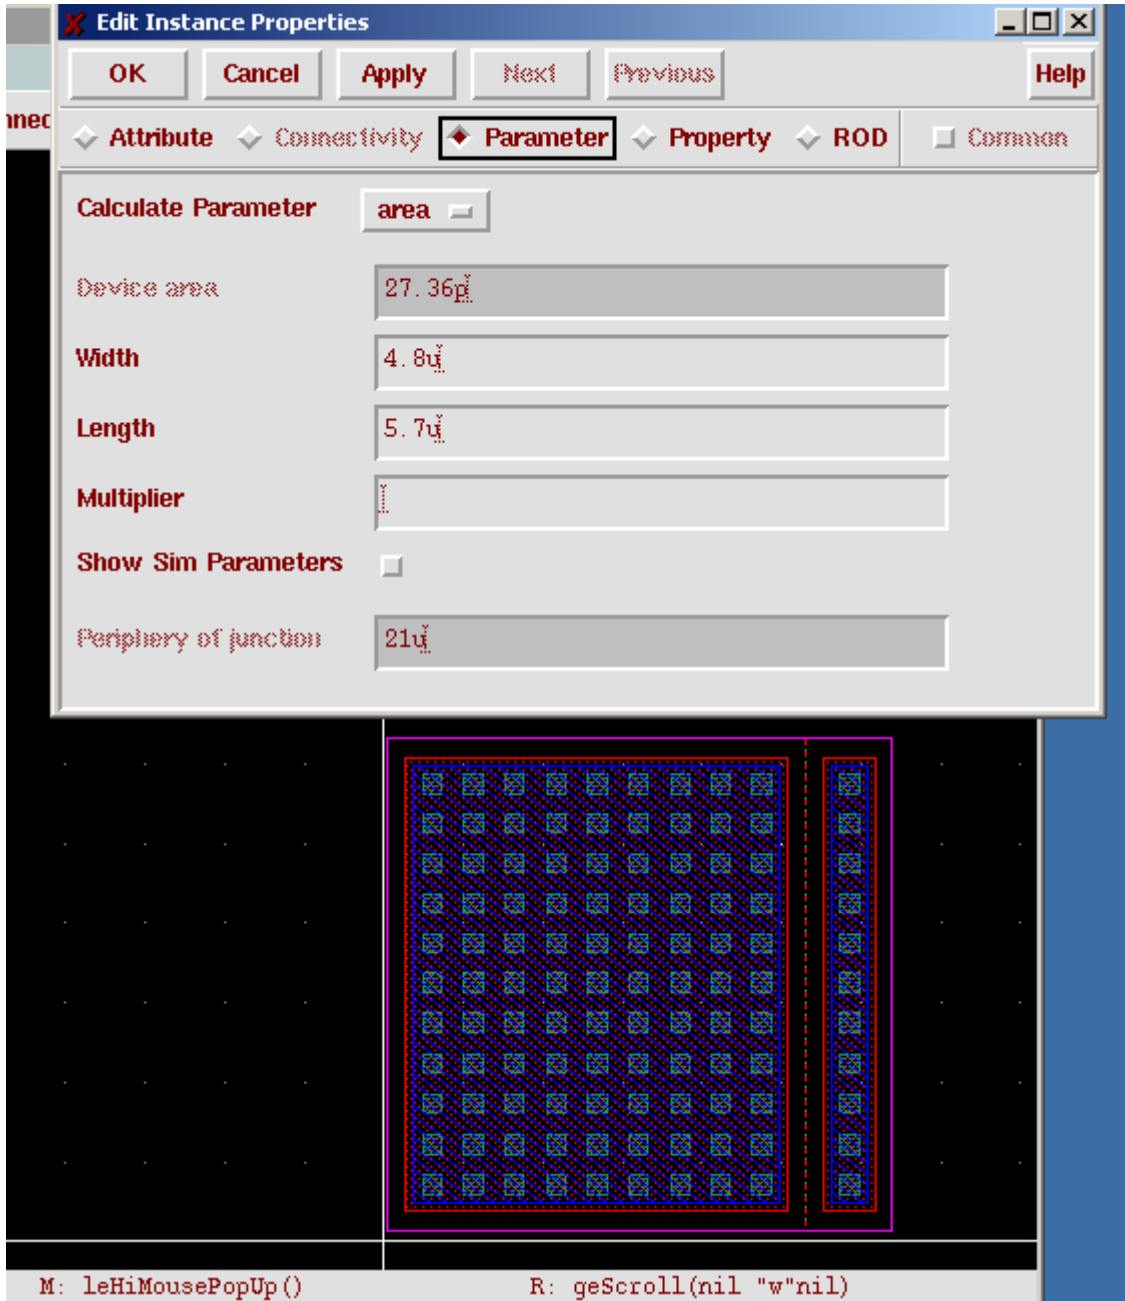 Edit Instance Properties
OK Cancel Apply Next Previous Help
Attribute Connectivity Parameter Property ROD Common
Calculate Parameter area
Device area 27.36p
Width 4.8u
Length 5.7u
Multiplier
Show Sim Parameters
Periphery of junction 21u
M: leHiMousePopUp() R: geScroll(nil "w"nil)